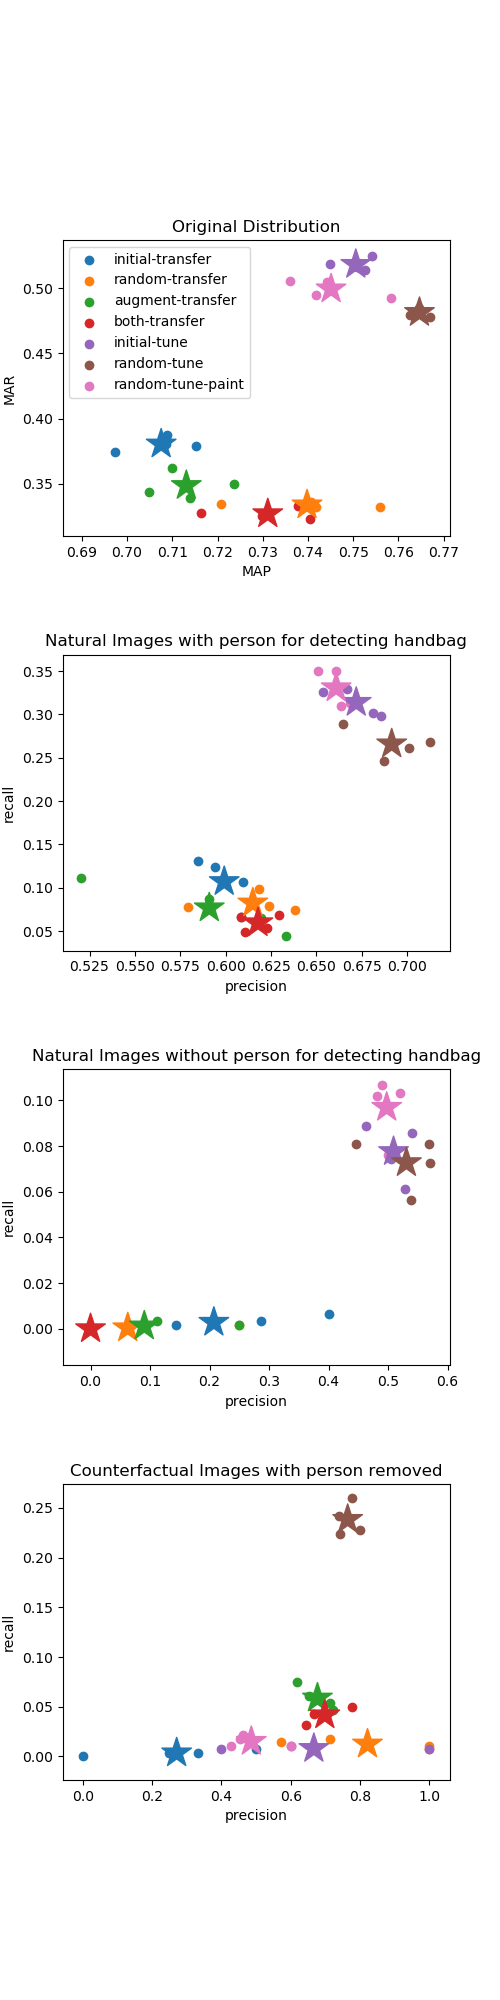 Original Distribution
initial-transfer
random-transfer
augment-transfer
both-transfer
initial-tune
random-tune
random-tune-paint
0.50
0.45
0.40
0.35
MAR
0.69 0.70 0.71 0.72 0.73 0.74 0.75 0.76 0.77
MAP
Natural Images with person for detecting handbag
0.35
0.30
0.25
0.20
0.15
0.10
0.05
recall
0.525 0.550 0.575 0.600 0.625 0.650 0.675 0.700
precision
Natural Images without person for detecting handbag
0.10
0.08
0.06
0.04
0.02
0.00
recall
0.0 0.1 0.2 0.3 0.4 0.5 0.6
precision
Counterfactual Images with person removed
0.25
0.20
0.15
0.10
0.05
0.00
recall
0.0 0.2 0.4 0.6 0.8 1.0
precision